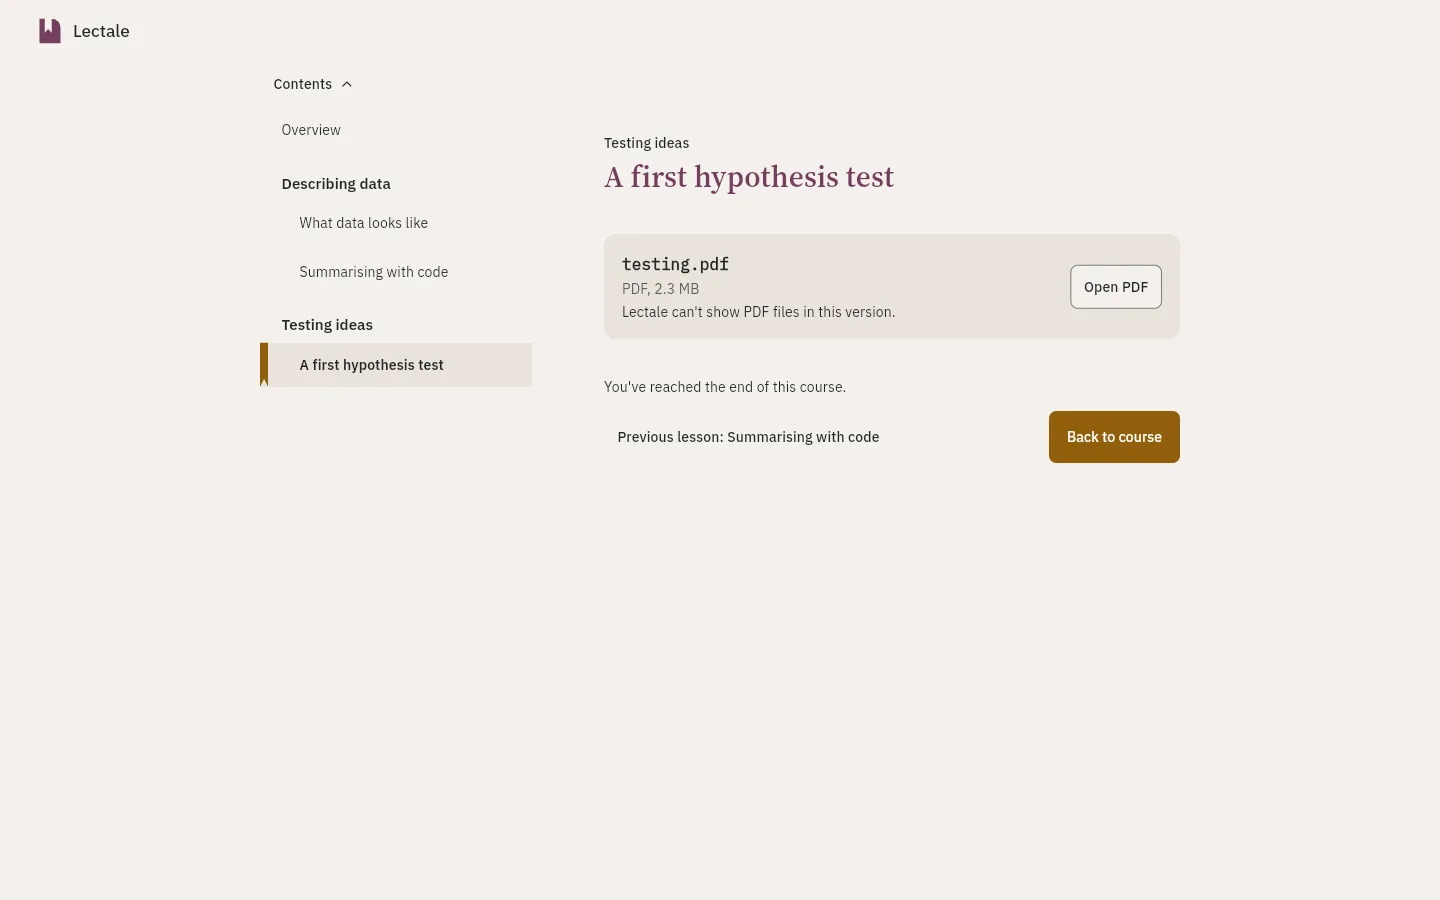 Lectale
Contents
Overview
Describing data
What data looks like
Summarising with code
Testing ideas
A first hypothesis test
Testing ideas
A first hypothesis test
testing.pdf
PDF, 2.3 MB
Lectale can't show PDF files in this version.
Open PDF
You've reached the end of this course.
Previous lesson: Summarising with code
Back to course